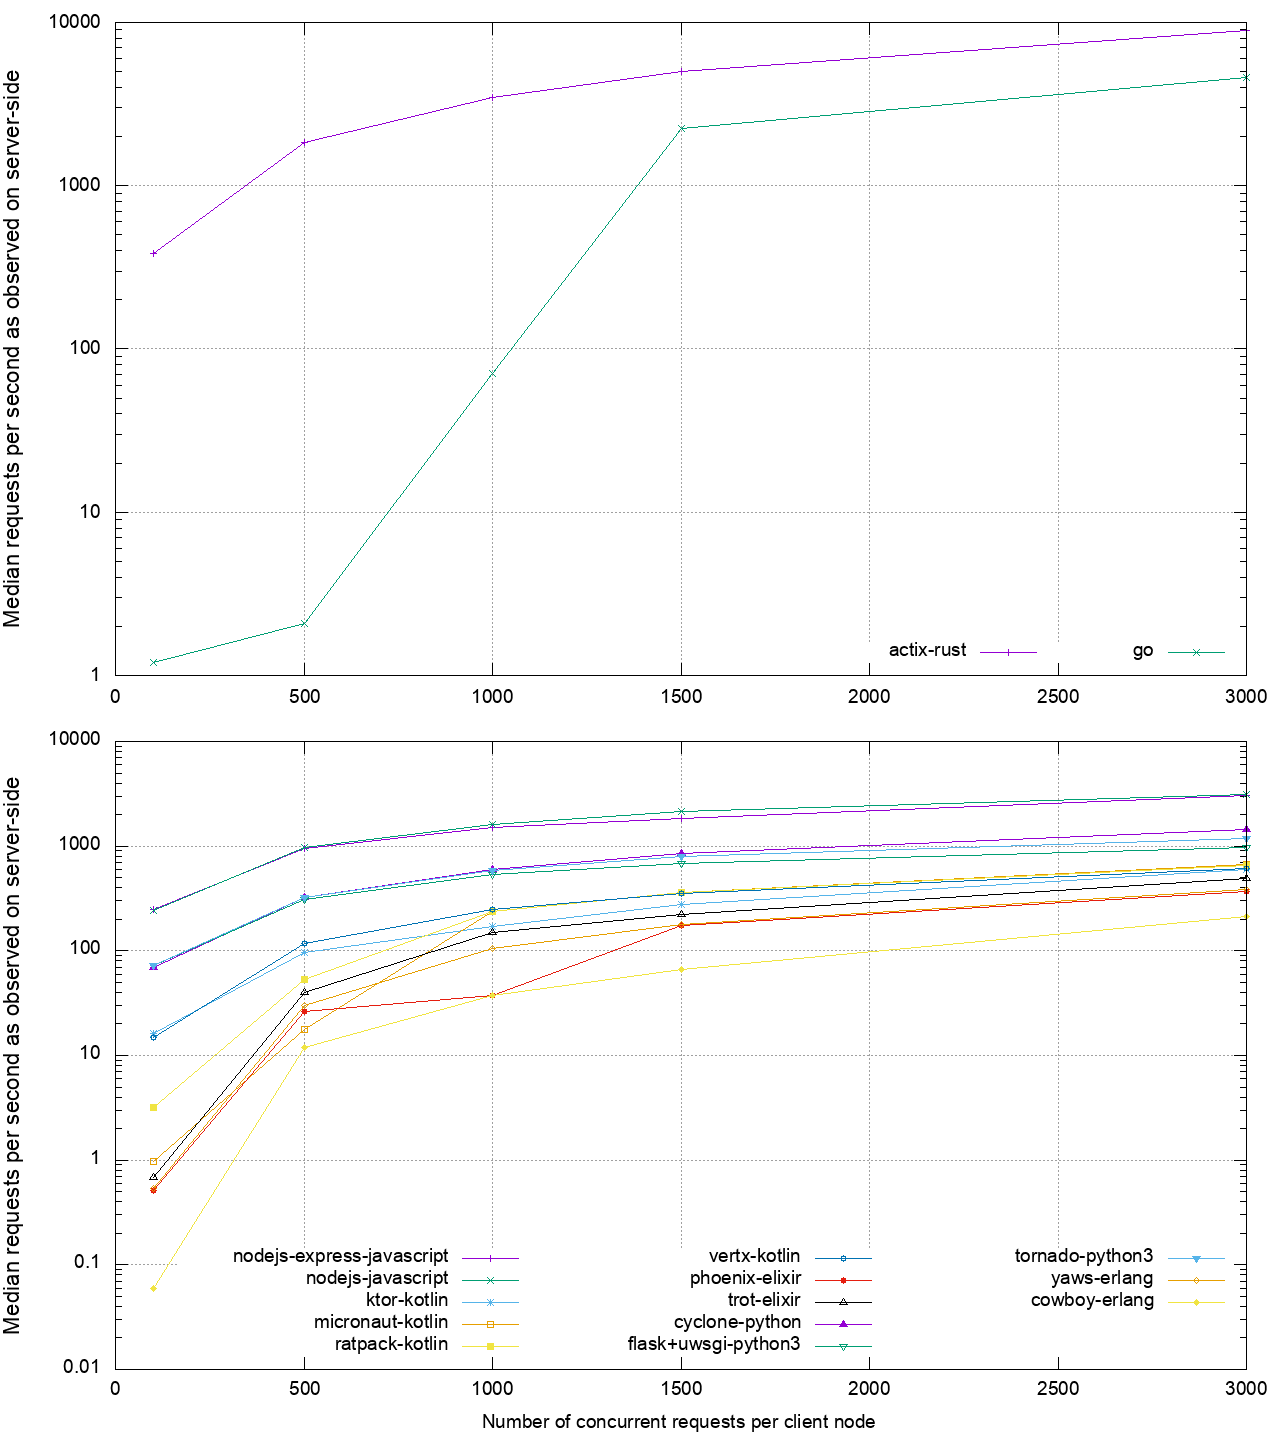 Median requests per second as observed on server-side
10000
1000
100
10
1
actix-rust
go
0 500 1000 1500 2000 2500 3000
Median requests per second as observed on server-side
10000
1000
100
10
1
0.1
0.01
nodejs-express-javascript
nodejs-javascript
ktor-kotlin
micronaut-kotlin
ratpack-kotlin
vertx-kotlin
phoenix-elixir
trot-elixir
cyclone-python
flask+uwsgi-python3
tornado-python3
yaws-erlang
cowboy-erlang
0 500 1000 1500 2000 2500 3000
Number of concurrent requests per client node